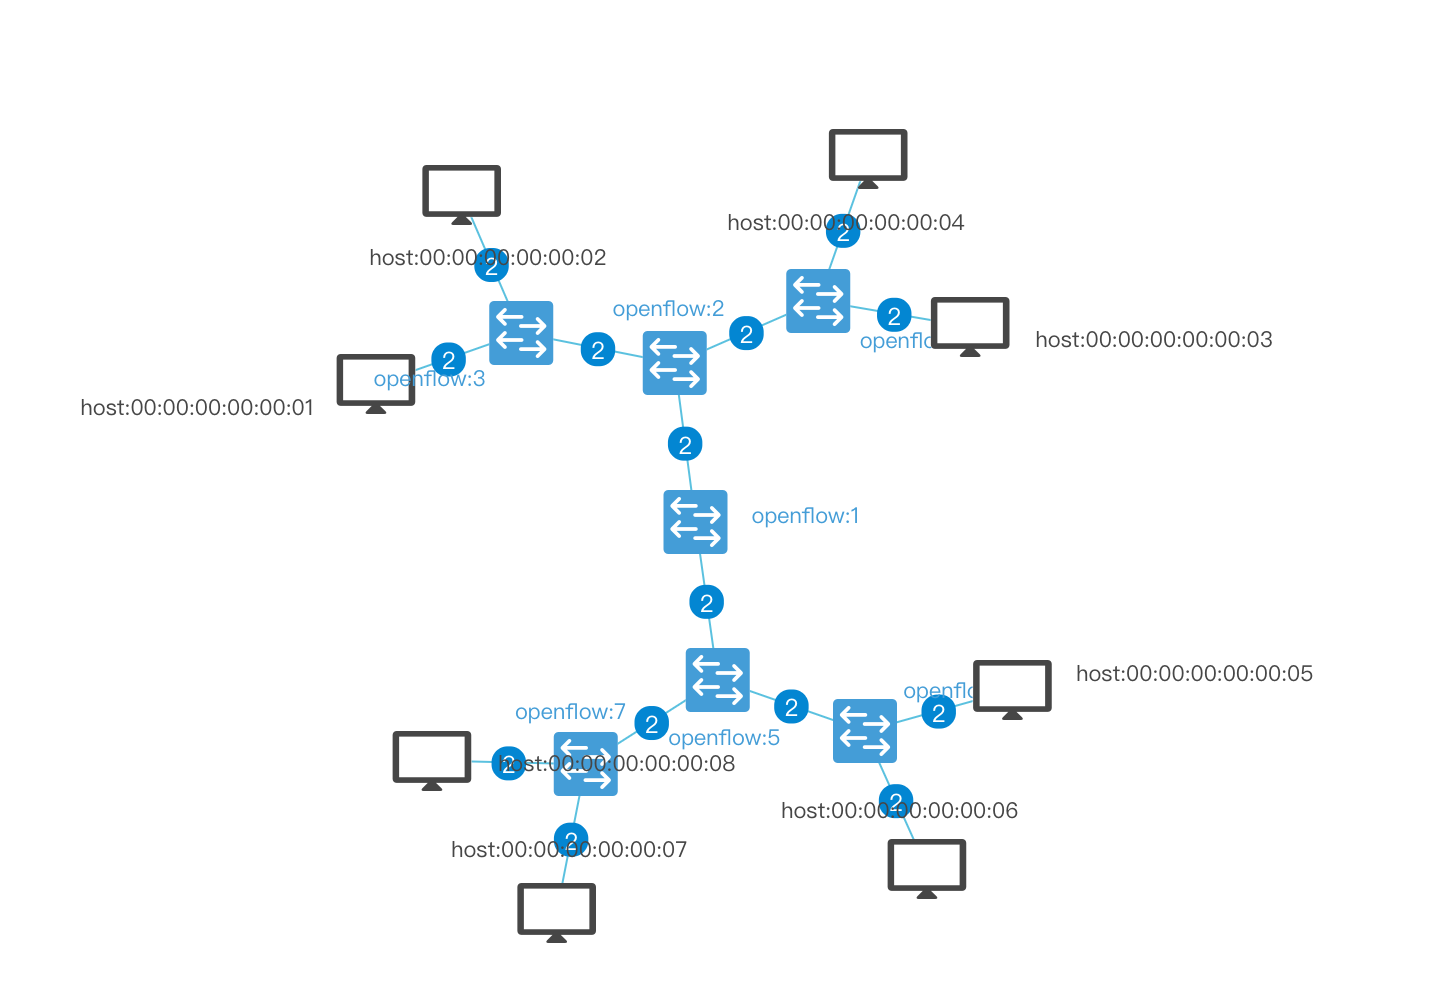 host:00:00:00:00:00:04
2
host:00:00:00:00:00:02
2
openflow:2
2
openfl
host:00:00:00:00:00:03
2
2
2
openflow:3
host:00:00:00:00:00:01
2
openflow:1
2
host:00:00:00:00:00:05
openfl
2
2
openflow:7
2
openflow:5
2
host:00:00:00:00:00:08
2
host:00:00:00:00:00:06
2
host:00:00:00:00:00:07